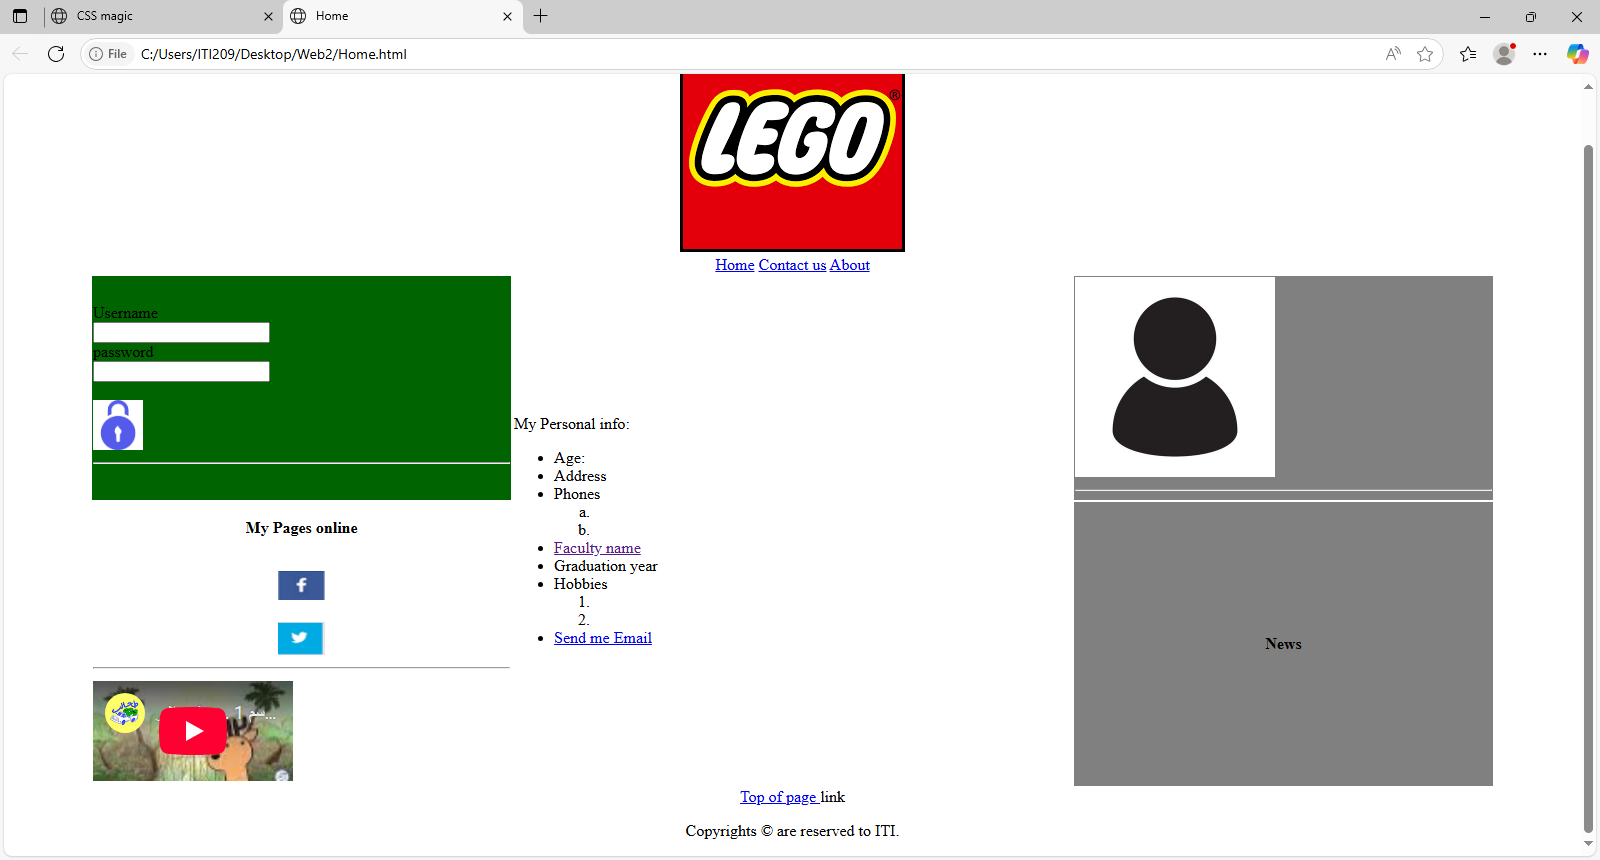 CSS magic
Home
File
C:/Users/ITI209/Desktop/Web2/Home.html
LEGO®
Home Contact us About
Username
password
My Pages online
My Personal info:
• Age:
• Address
• Phones
a.
b.
• Faculty name
• Graduation year
• Hobbies
1.
2.
• Send me Email
News
Top of page link
Copyrights © are reserved to ITI.